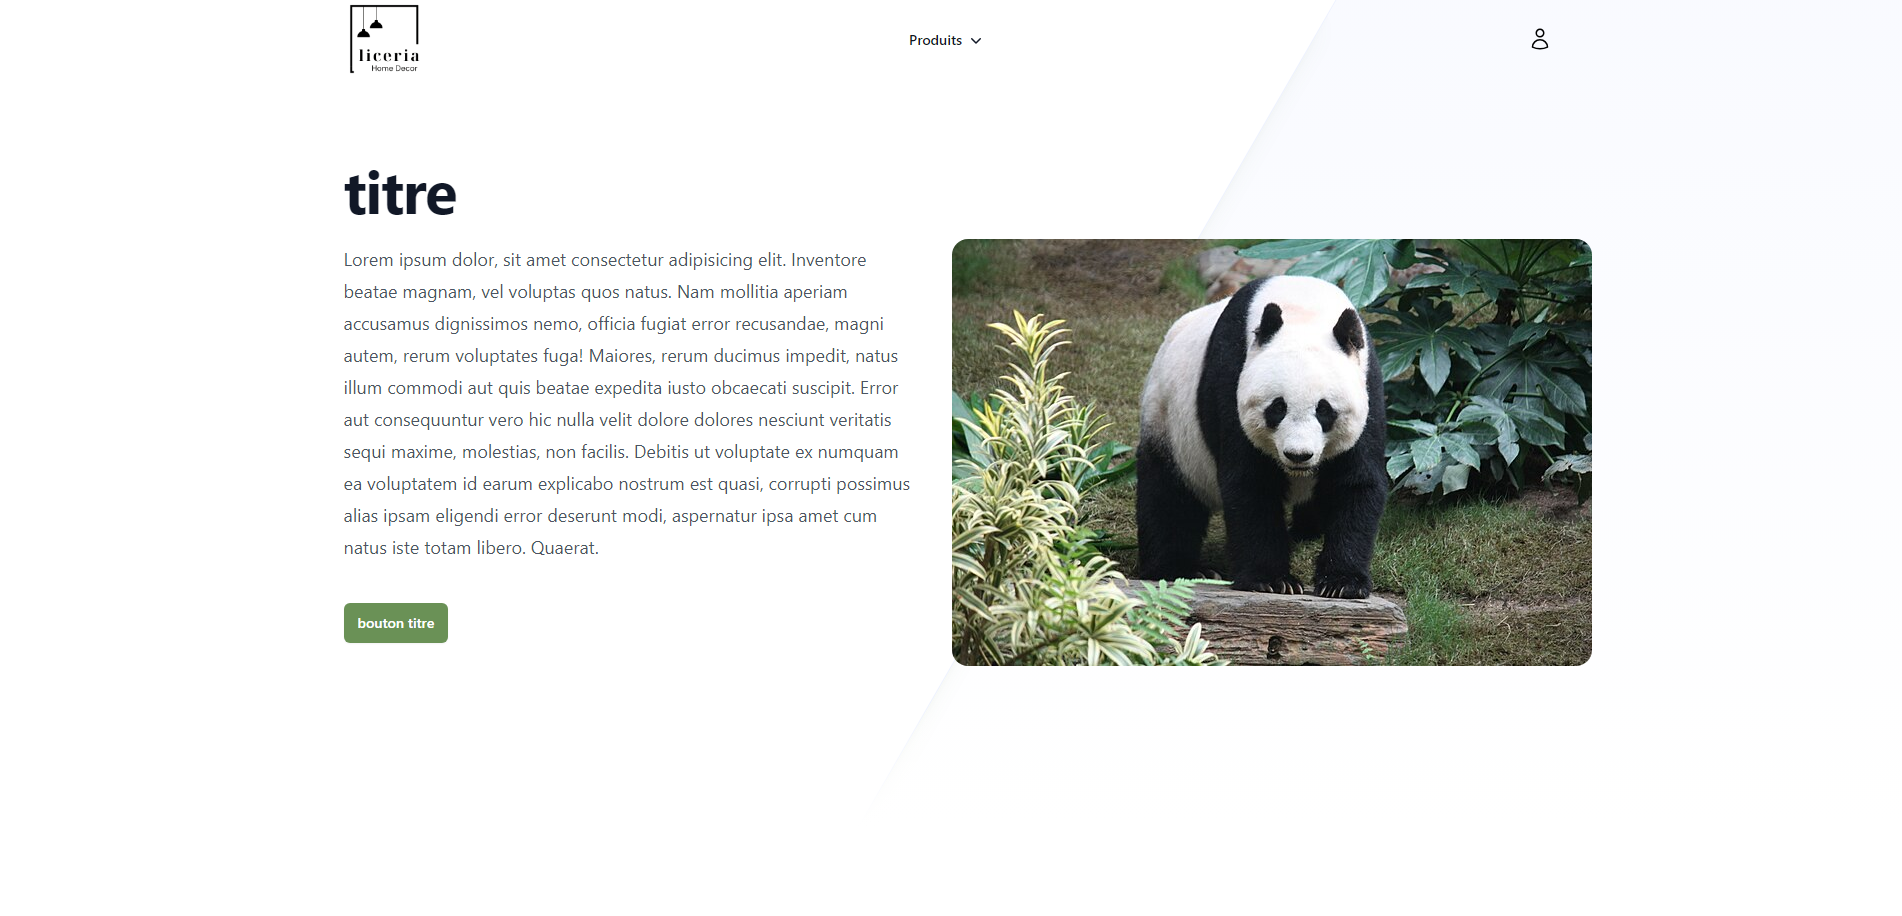 liceria
Home Decor
Produits
titre
Lorem ipsum dolor, sit amet consectetur adipisicing elit. Inventore
beatae magnam, vel voluptas quos natus. Nam mollitia aperiam
accusamus dignissimos nemo, officia fugiat error recusandae, magni
autem, rerum voluptates fuga! Maiores, rerum ducimus impedit, natus
illum commodi aut quis beatae expedita iusto obcaecati suscipit. Error
aut consequuntur vero hic nulla velit dolore dolores nesciunt veritatis
sequi maxime, molestias, non facilis. Debitis ut voluptate ex numquam
ea voluptatem id earum explicabo nostrum est quasi, corrupti possimus
alias ipsam eligendi error deserunt modi, aspernatur ipsa amet cum
natus iste totam libero. Quaerat.
bouton titre